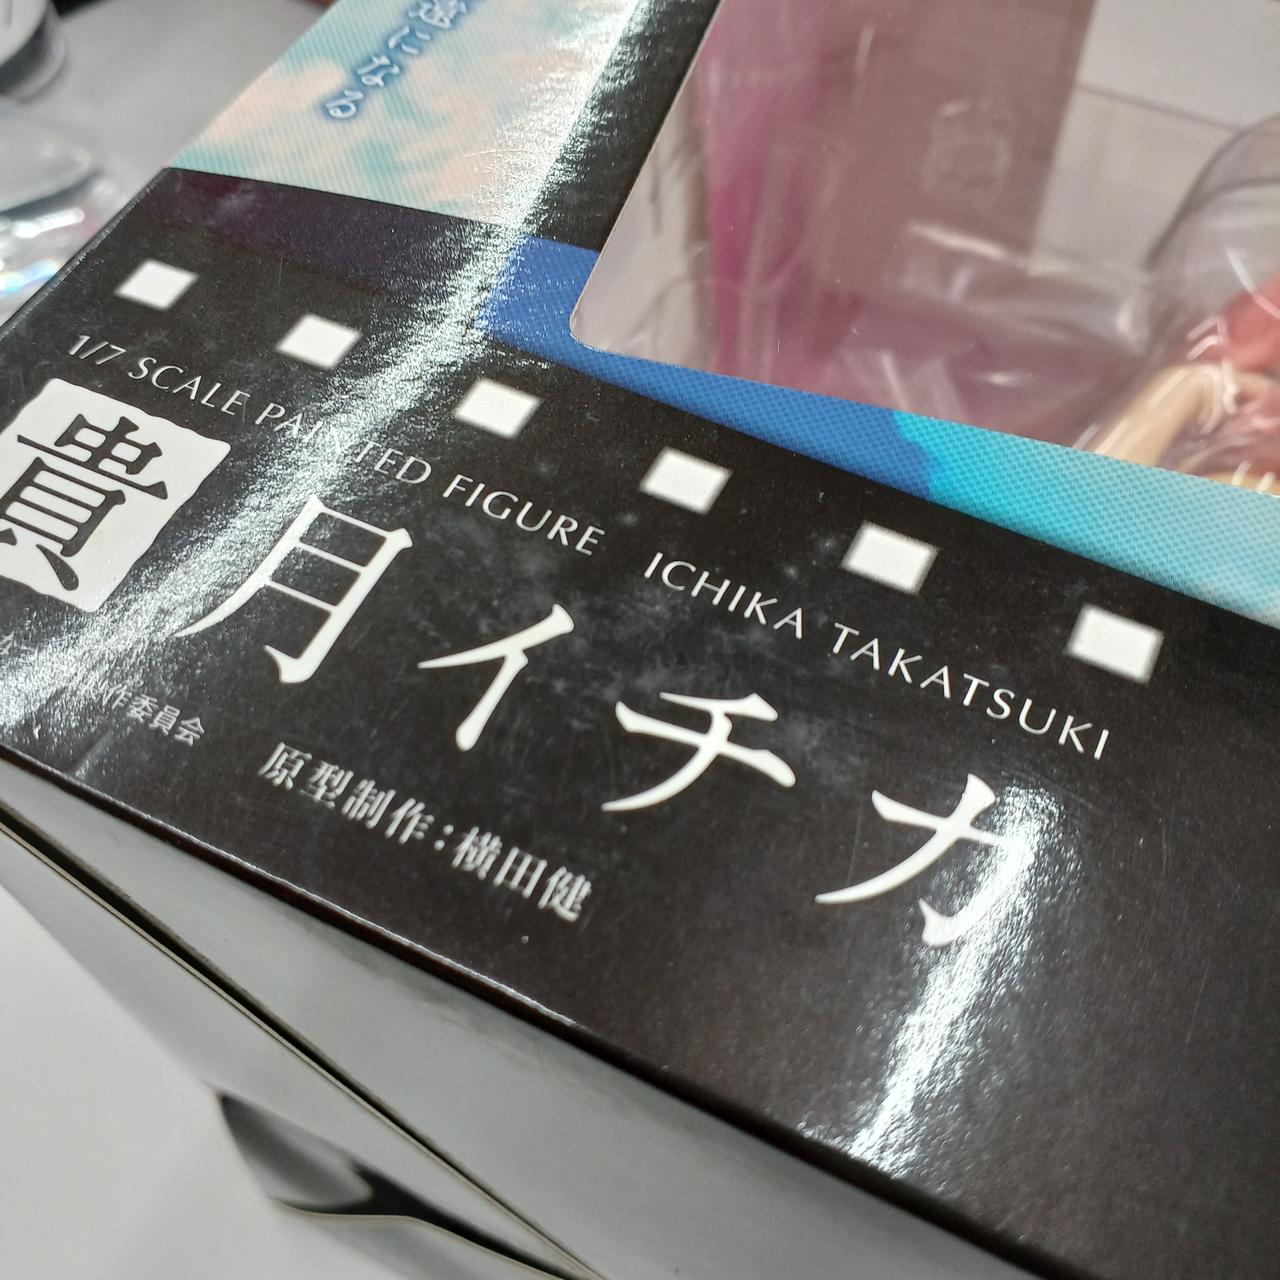 遠になる
1/7 SCALE PAINTED FIGURE ICHIKA TAKATSUKI
貴月イチカ
作委員会
原型制作：横田健